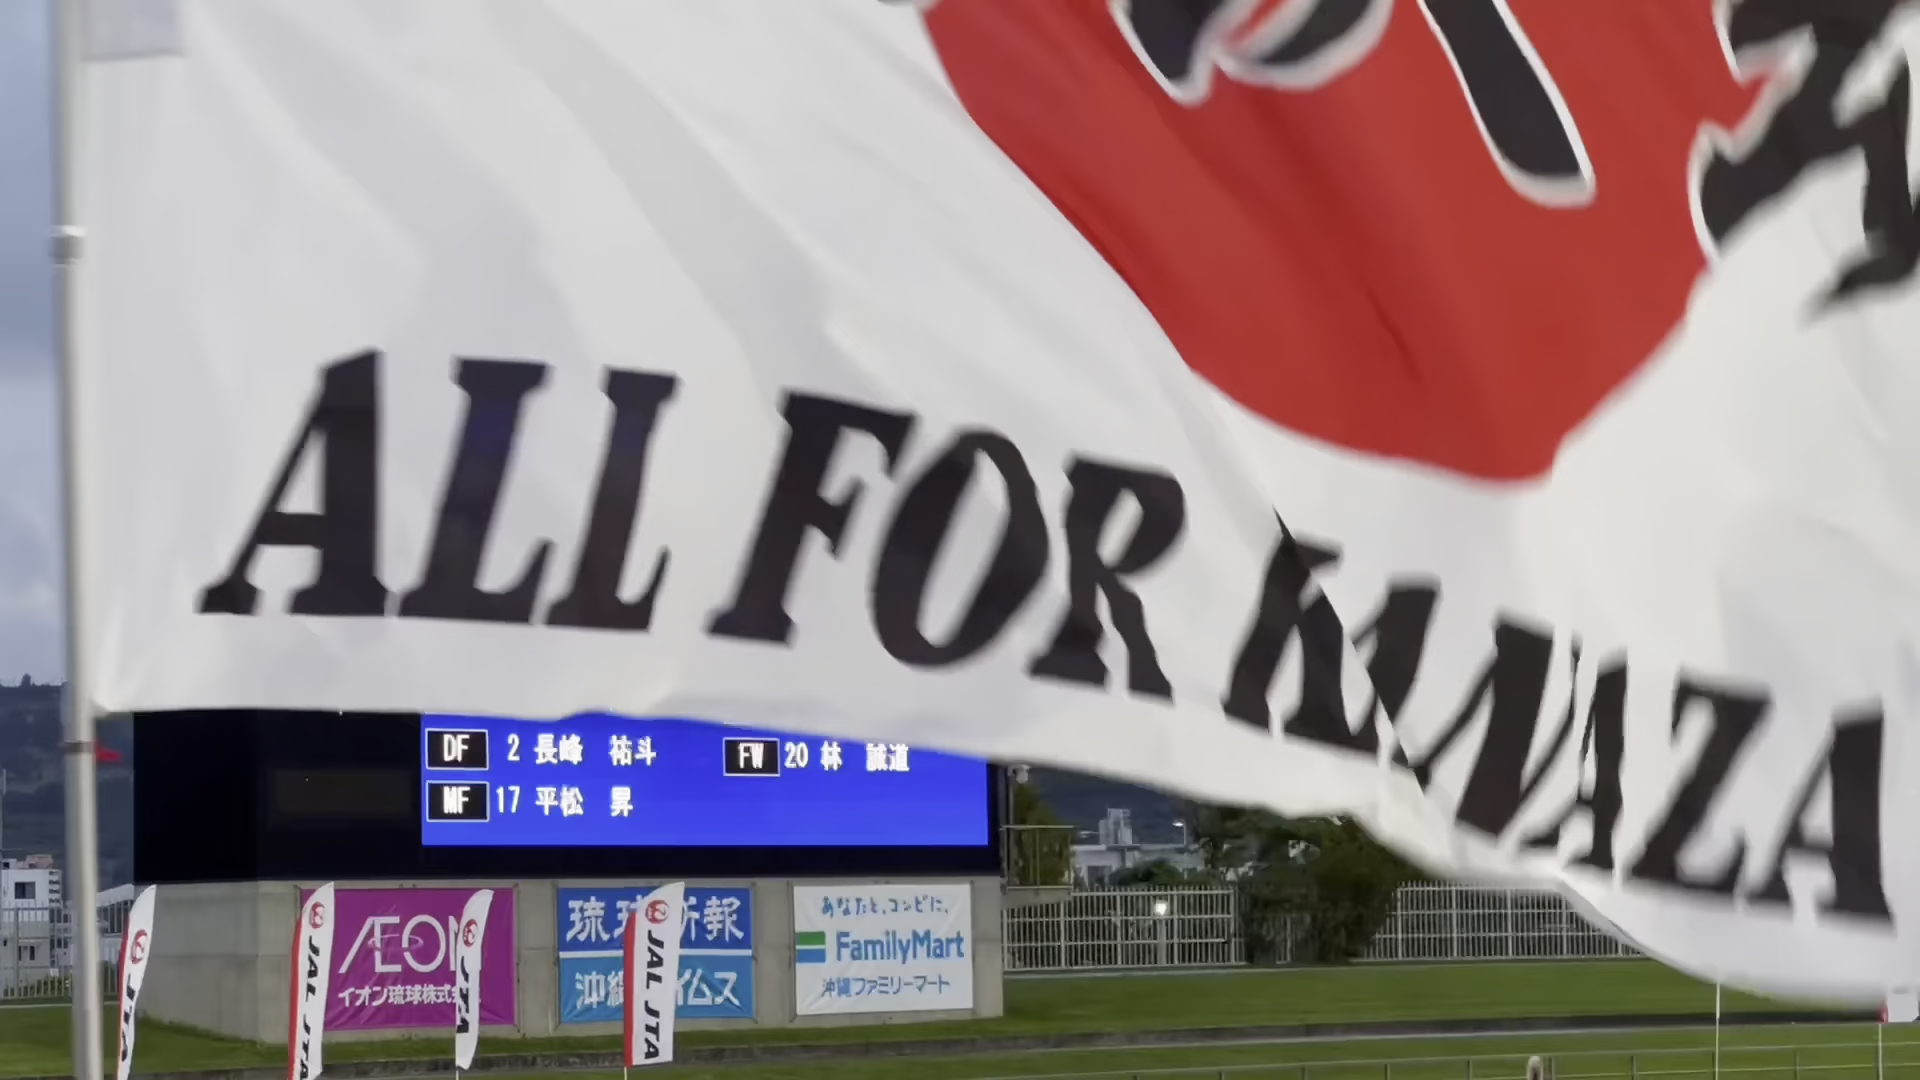 ALL FOR KANAZA
DF 2 長峰 祐斗 FW 20 林 誠道
MF 17 平松 昇
ÆON
イオン琉球株式
琉球新報
沖縄タイムス
あなたと、コンビに、
FamilyMart
沖縄ファミリーマート
JTA
JAL JTA
JTA
JAL JTA